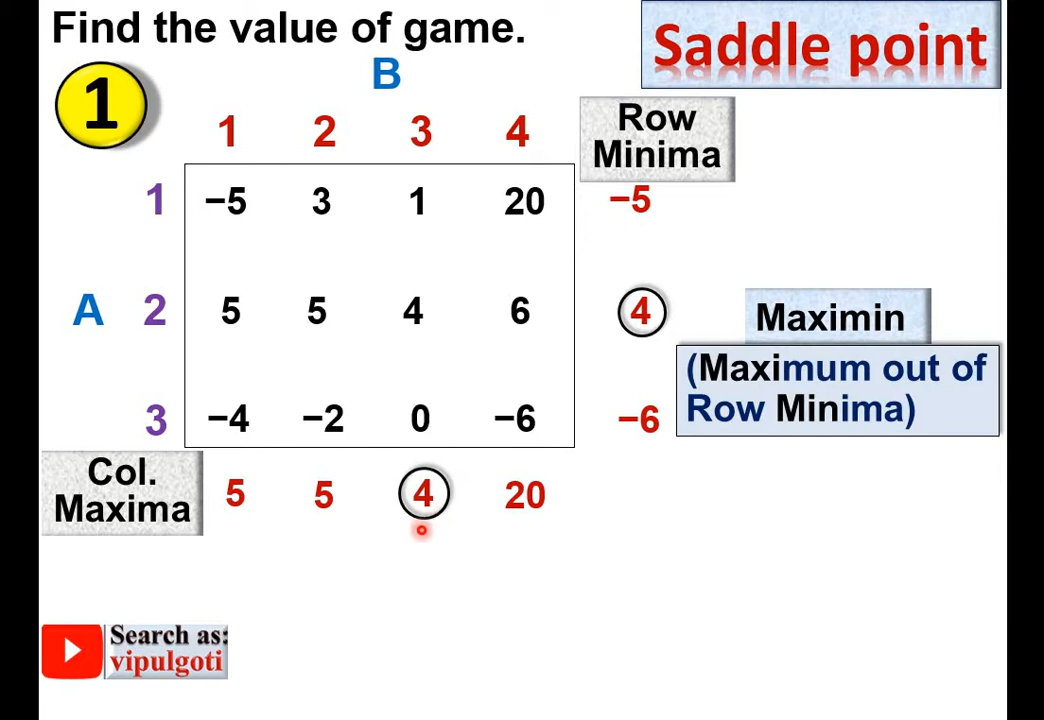 Find the value of game.
Saddle point
1
B
1 2 3 4
Row
Minima
1 −5 3 1 20 −5
A 2 5 5 4 6 4
Maximin
(Maximum out of
Row Minima)
3 −4 −2 0 −6 −6
Col.
Maxima
5 5 4 20
Search as:
vipulgoti